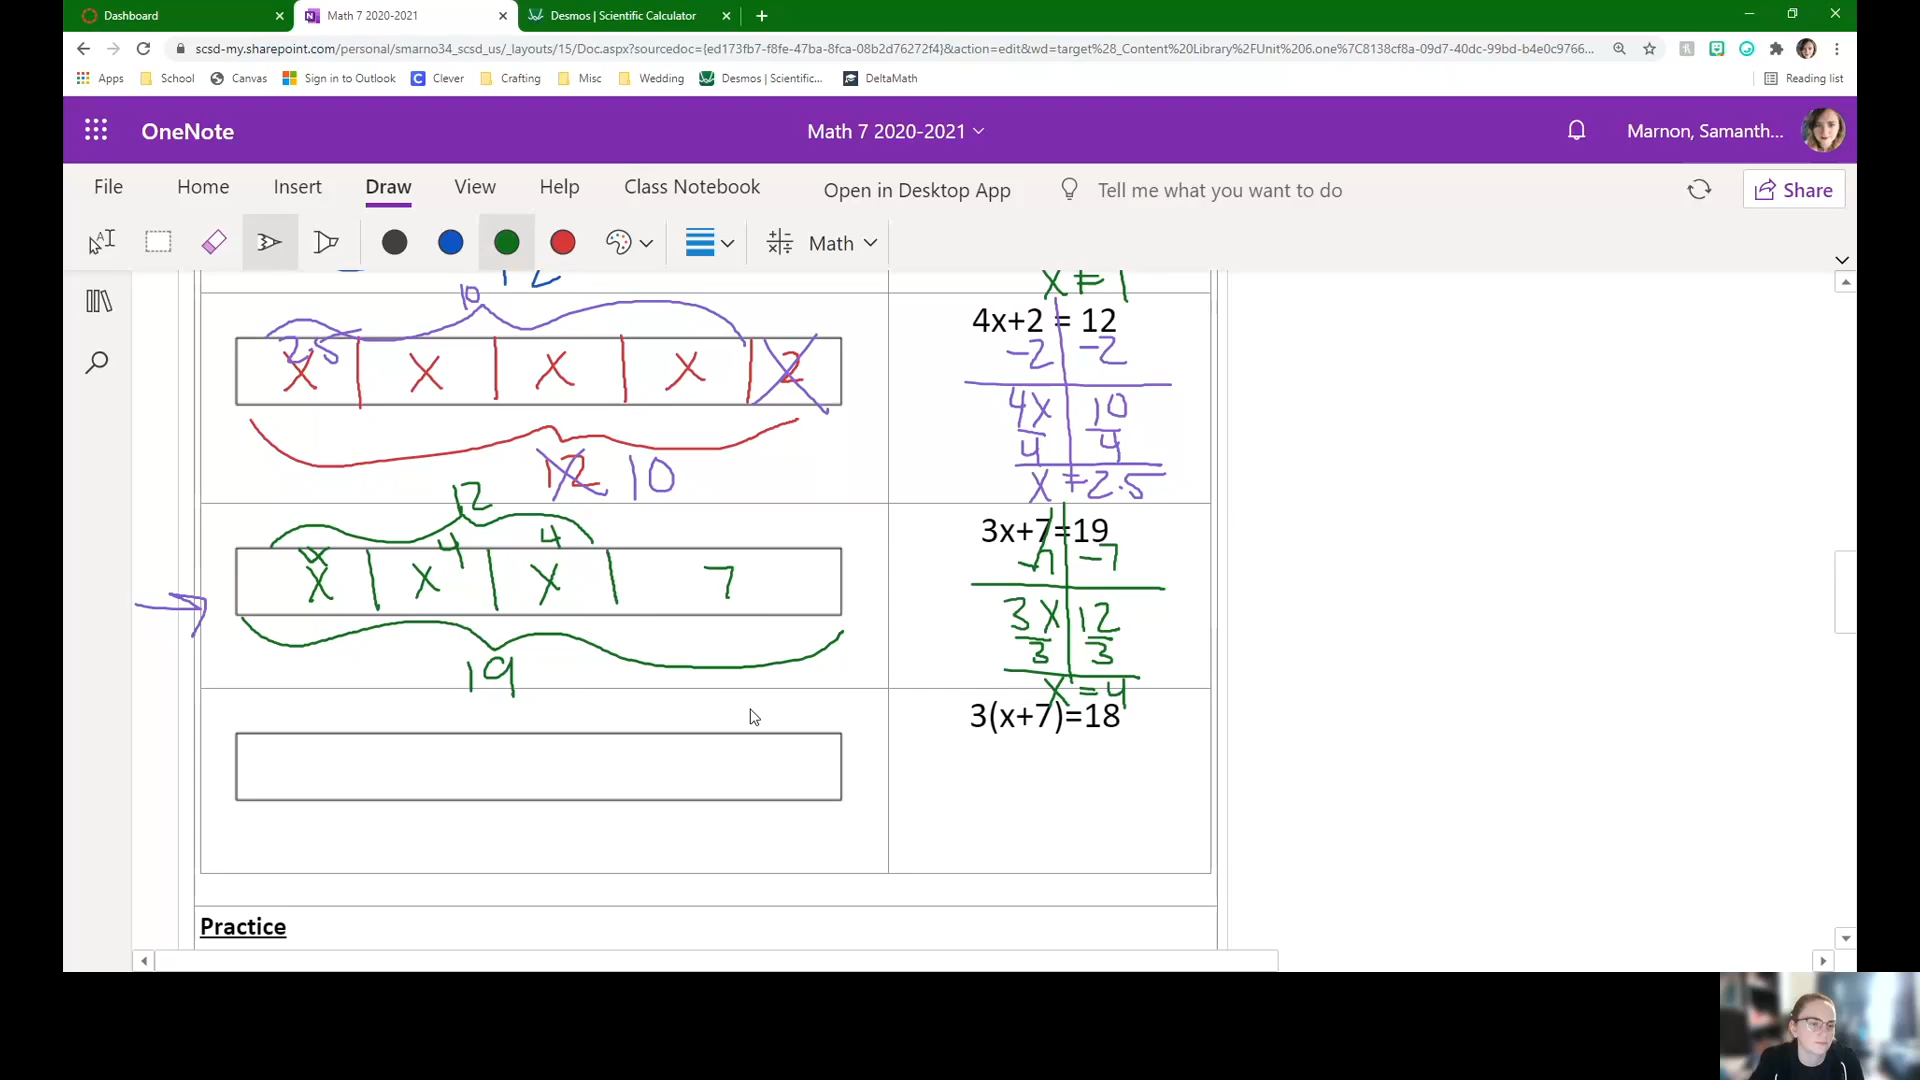 Dashboard
Math 7 2020-2021
Desmos | Scientific Calculator
scsd-my.sharepoint.com/personal/smarno34_scsd_us/_layouts/15/Doc.aspx?sourcedoc={ed173fb7-f8fe-47ba-8fca-08b2d76272f4}&action=edit&wd=target%28_Content%20Library%2FUnit%206.one%7C8138cf8a-09d7-40dc-99bd-b4e0c9766...
Apps School Canvas Sign in to Outlook Clever Crafting Misc Wedding Desmos | Scientific... DeltaMath Reading list
OneNote Math 7 2020-2021 Marnon, Samanth...
File Home Insert Draw View Help Class Notebook Open in Desktop App Tell me what you want to do Share
Math
12 x = 1
10
2.5
x x x x 2
12 10
4x+2 = 12
-2 -2
4x 10
4 4
x = 2.5
12
4 4
x x x 7
19
3x+7=19
-7 -7
3x 12
3 3
x = 4
3(x+7)=18
Practice